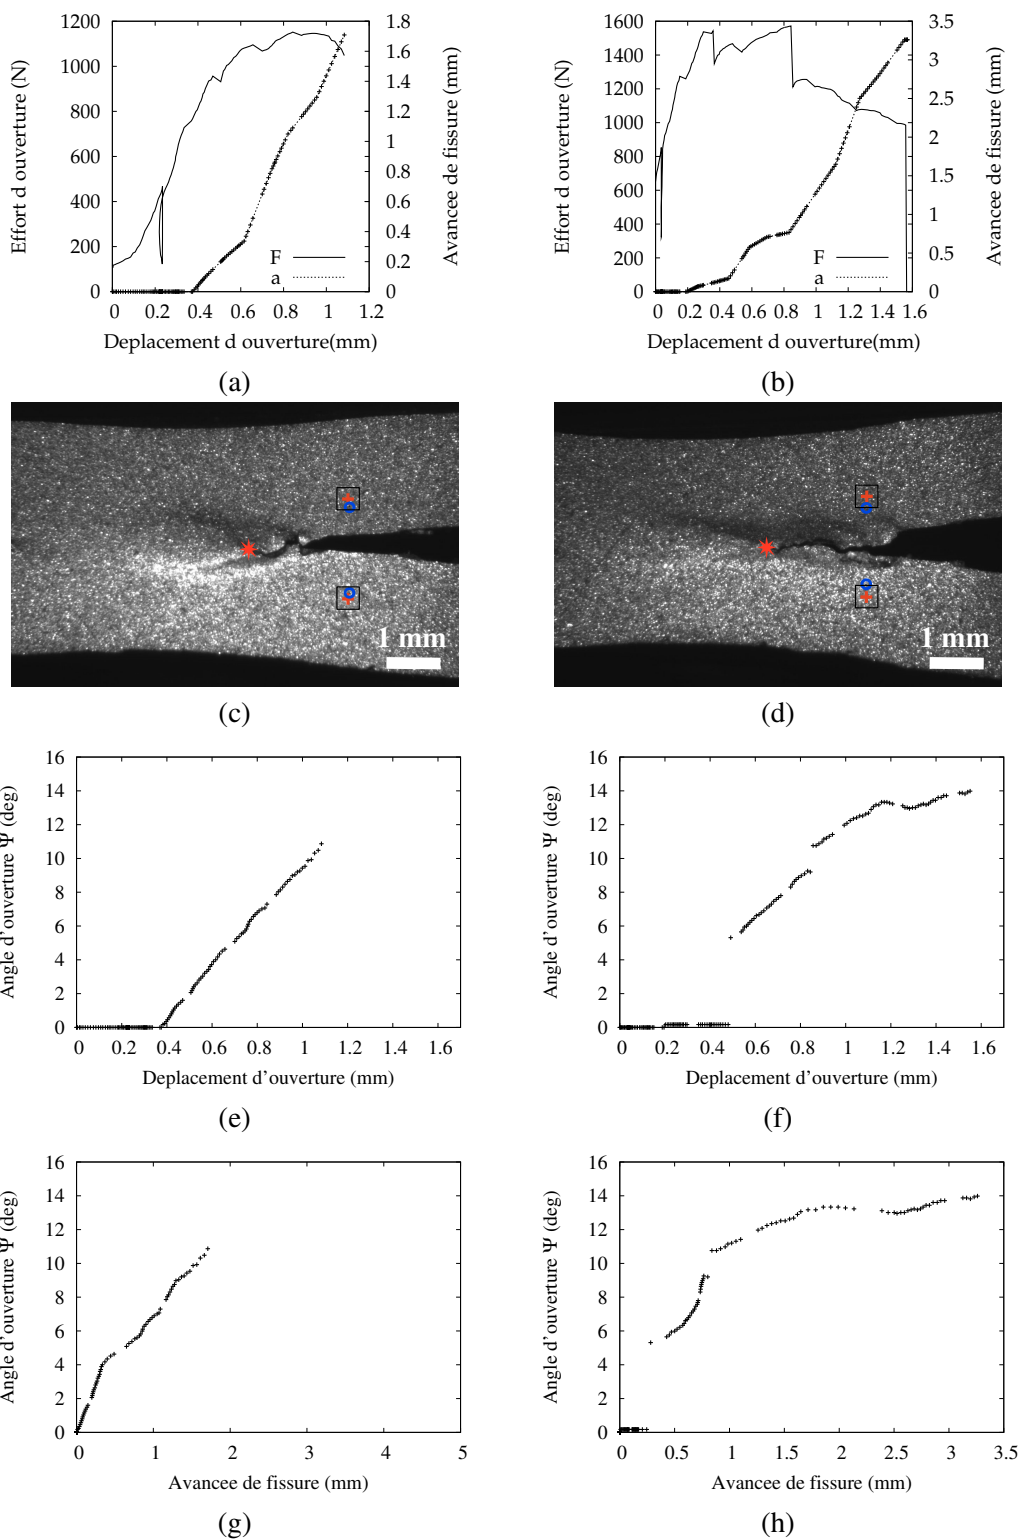 1200
1000
800
600
400
200
0
Effort d ouverture (N)
1.8
1.6
1.4
1.2
1
0.8
0.6
0.4
0.2
0
Avancee de fissure (mm)
F
a
0 0.2 0.4 0.6 0.8 1 1.2
Deplacement d ouverture(mm)
(a)
1600
1400
1200
1000
800
600
400
200
0
Effort d ouverture (N)
3.5
3
2.5
2
1.5
1
0.5
0
Avancee de fissure (mm)
F
a
0 0.2 0.4 0.6 0.8 1 1.2 1.4 1.6
Deplacement d ouverture(mm)
(b)
1 mm
(c)
1 mm
(d)
16
14
12
10
8
6
4
2
0
Angle d'ouverture Ψ (deg)
0 0.2 0.4 0.6 0.8 1 1.2 1.4 1.6
Deplacement d'ouverture (mm)
(e)
16
14
12
10
8
6
4
2
0
Angle d'ouverture Ψ (deg)
0 0.2 0.4 0.6 0.8 1 1.2 1.4 1.6
Deplacement d'ouverture (mm)
(f)
16
14
12
10
8
6
4
2
0
Angle d'ouverture Ψ (deg)
0 1 2 3 4 5
Avancée de fissure (mm)
(g)
16
14
12
10
8
6
4
2
0
Angle d'ouverture Ψ (deg)
0 0.5 1 1.5 2 2.5 3 3.5
Avancée de fissure (mm)
(h)